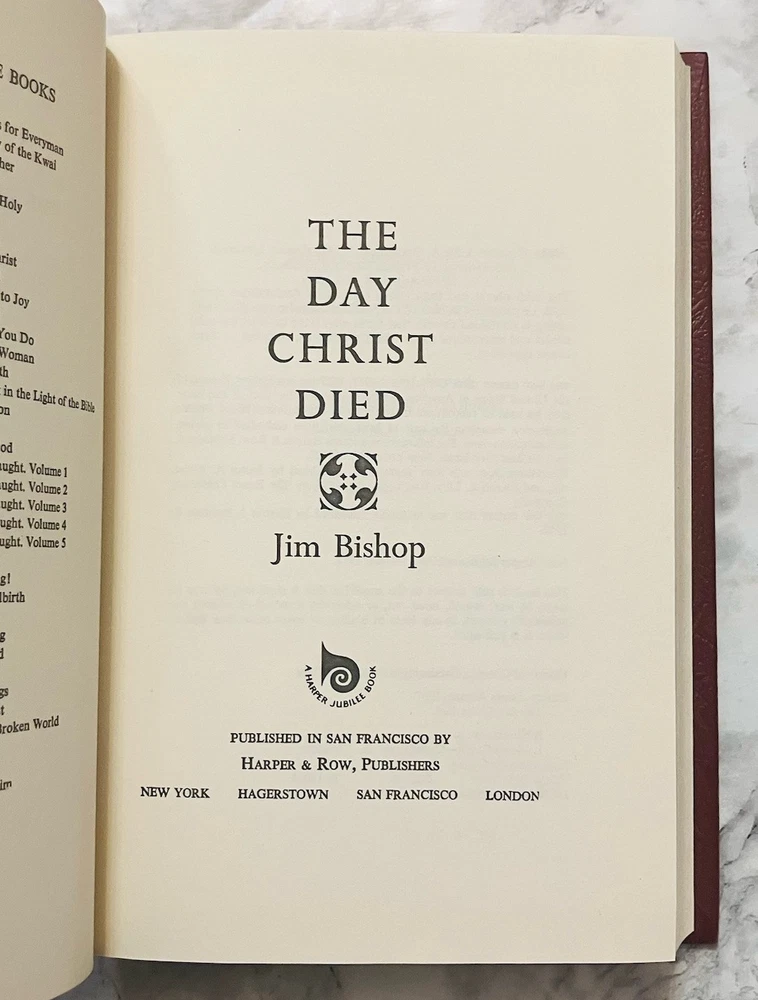 E BOOKS
s for Everyman
y of the Kwai
her
Holy
rist
to Joy
You Do
Woman
th
t in the Light of the Bible
on
od
aught. Volume 1
aught. Volume 2
ught. Volume 3
ught. Volume 4
ught. Volume 5
g!
lbirth
g
d
gs
t
Broken World
im
THE
DAY
CHRIST
DIED
Jim Bishop
A HARPER JUBILEE BOOK
PUBLISHED IN SAN FRANCISCO BY
HARPER & ROW, PUBLISHERS
NEW YORK HAGERSTOWN SAN FRANCISCO LONDON